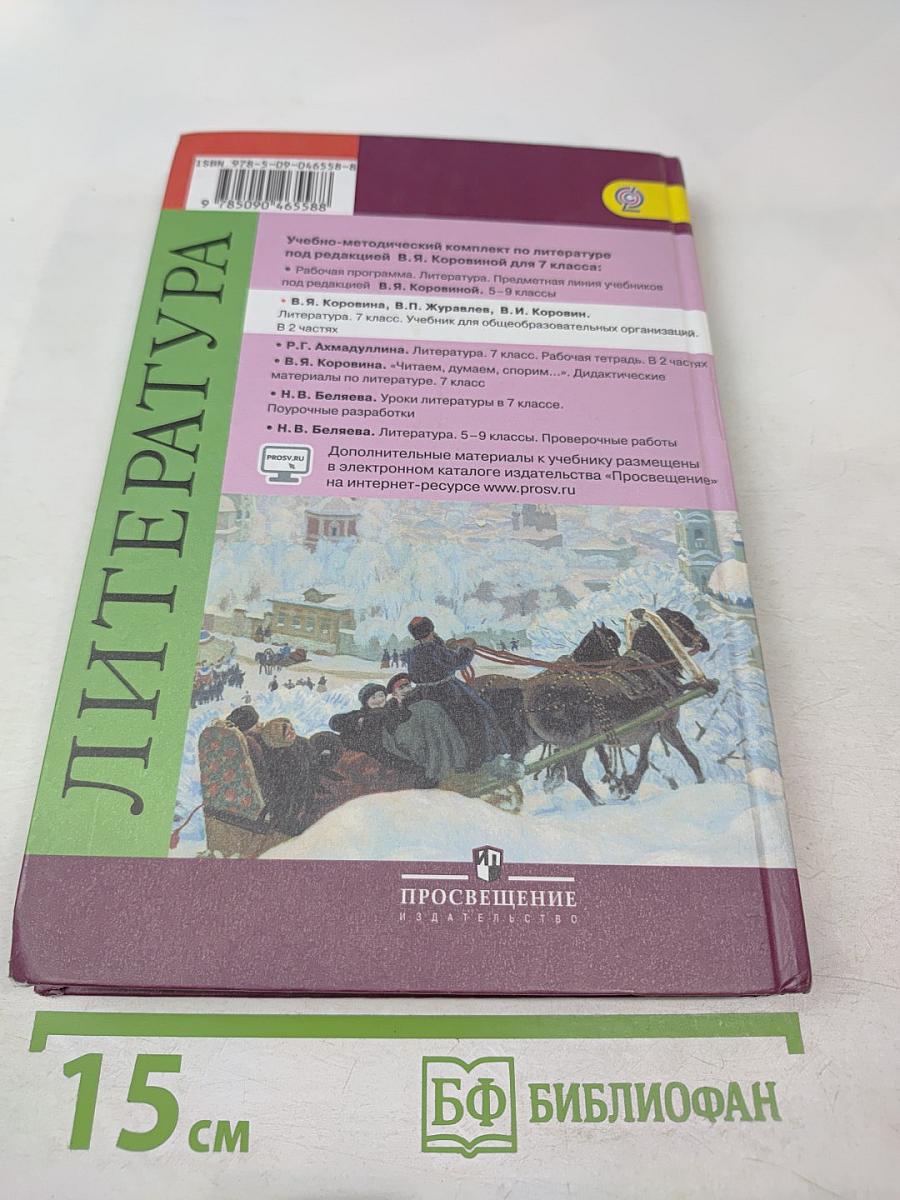 ISBN 978-5-09-046558-8
9 785090 465588
ЛИТЕРАТУРА
Учебно-методический комплект по литературе
под редакцией В.Я. Коровиной для 7 класса:
• Рабочая программа. Литература. Предметная линия учебников
под редакцией В.Я. Коровиной. 5–9 классы
• В.Я. Коровина, В.П. Журавлев, В.И. Коровин.
Литература. 7 класс. Учебник для общеобразовательных организаций.
В 2 частях
• Р.Г. Ахмадуллина. Литература. 7 класс. Рабочая тетрадь. В 2 частях
• В.Я. Коровина. «Читаем, думаем, спорим...». Дидактические
материалы по литературе. 7 класс
• Н.В. Беляева. Уроки литературы в 7 классе.
Поурочные разработки
• Н.В. Беляева. Литература. 5–9 классы. Проверочные работы
PROSV.RU
Дополнительные материалы к учебнику размещены
в электронном каталоге издательства «Просвещение»
на интернет-ресурсе www.prosv.ru
ИП
ПРОСВЕЩЕНИЕ
ИЗДАТЕЛЬСТВО
15 см
БФ БИБЛИОФАН